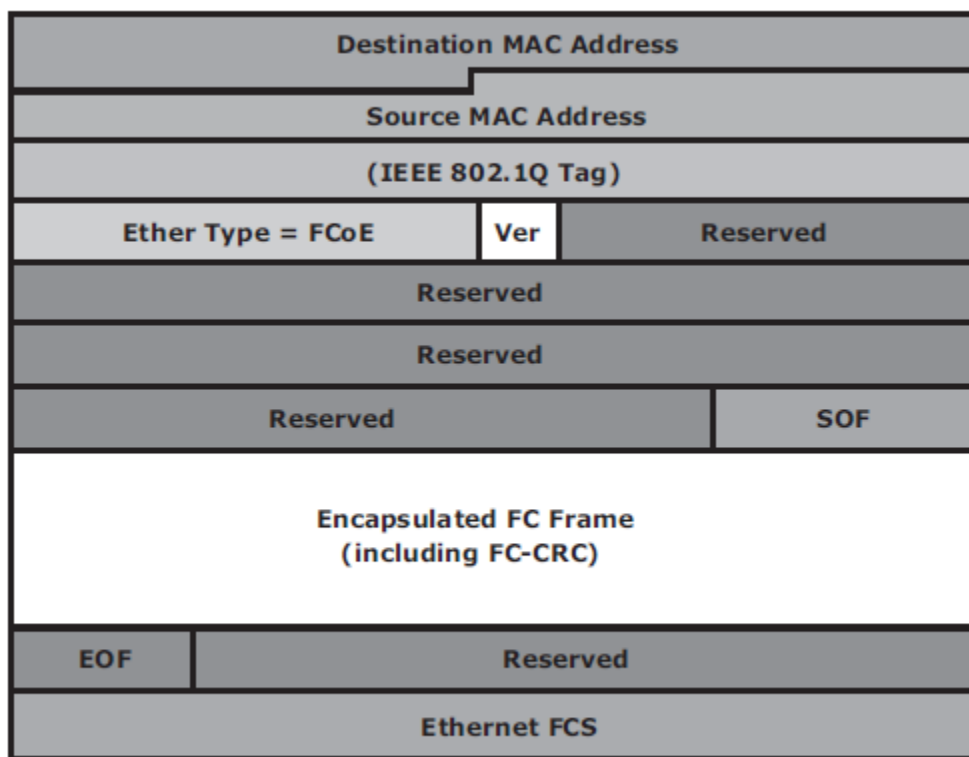 Destination MAC Address
Source MAC Address
(IEEE 802.1Q Tag)
Ether Type = FCoE Ver Reserved
Reserved
Reserved
Reserved SOF
Encapsulated FC Frame
(including FC-CRC)
EOF Reserved
Ethernet FCS